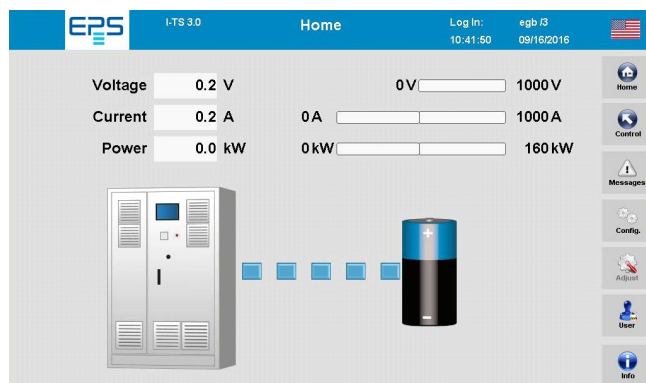 EPS
I-TS 3.0
Home
Log In:
egb /3
10:41:50
09/16/2016
Voltage 0.2 V
0 V 1000 V
Current 0.2 A
0 A 1000 A
Power 0.0 kW
0 kW 160 kW
+
-
Home
Control
!
Messages
Config.
Adjust
User
i
Info